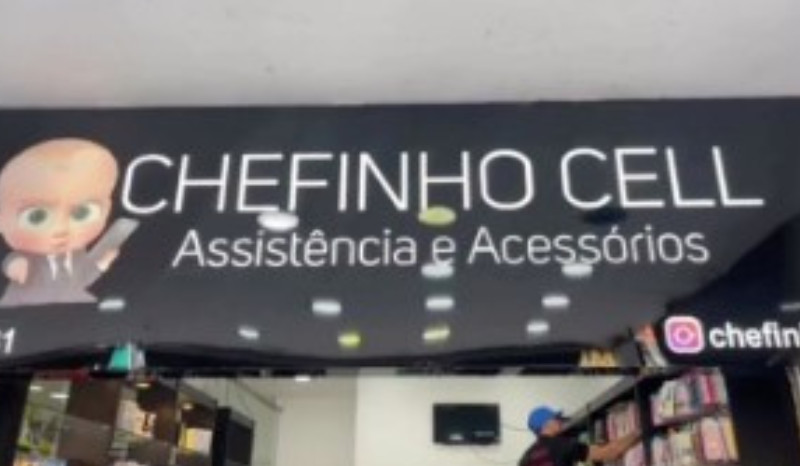 CHEFINHO CELL
Assistência e Acessórios
chefin